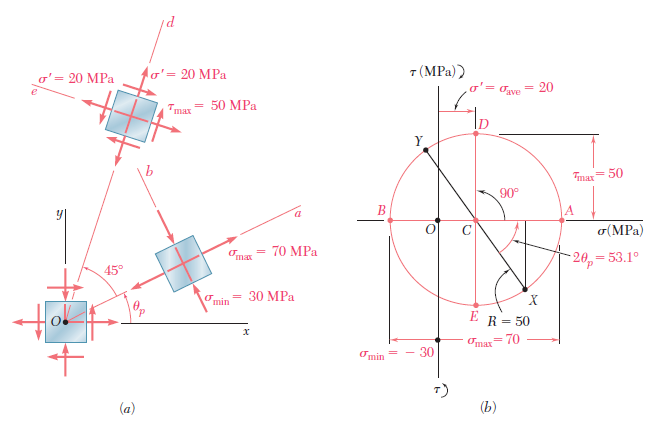 d
σ′= 20 MPa
σ′= 20 MPa
e
τmax = 50 MPa
b
a
y
σmax = 70 MPa
45°
σmin = 30 MPa
θp
O
x
(a)
τ (MPa)
σ′ = σave = 20
D
Y
τmax = 50
90°
B
A
O
C
σ(MPa)
2θp = 53.1°
X
E
R = 50
σmax = 70
σmin = − 30
τ
(b)